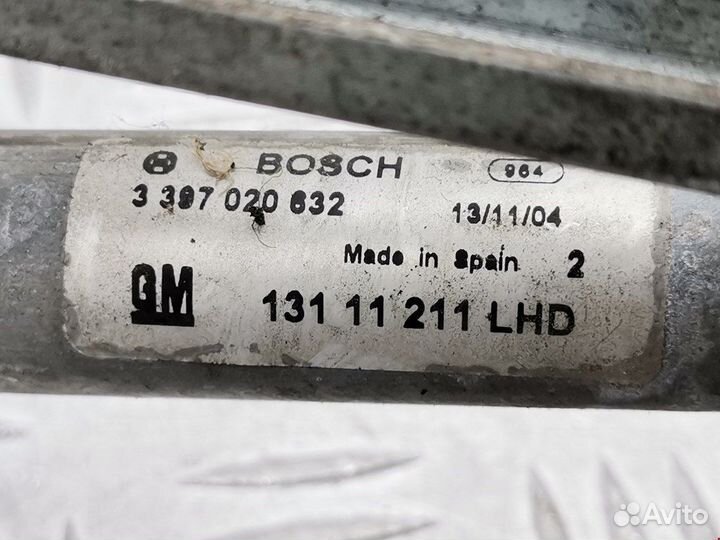 BOSCH 964
3 397 020 632 13/11/04
Made in Spain 2
GM 131 11 211 LHD
Avito